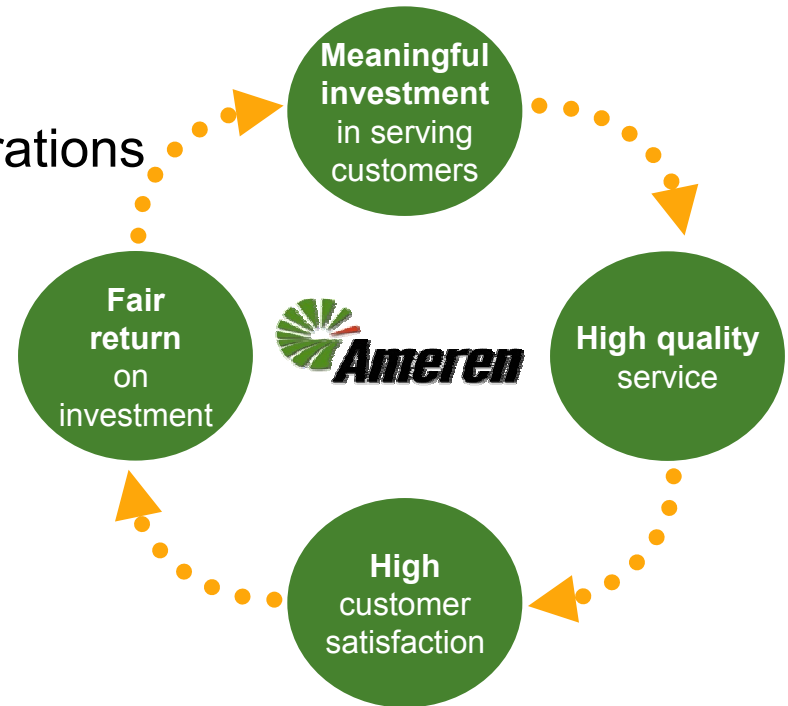 Meaningful
investment
in serving
customers
rations
Fair
return
on
investment
Ameren
High quality
service
High
customer
satisfaction